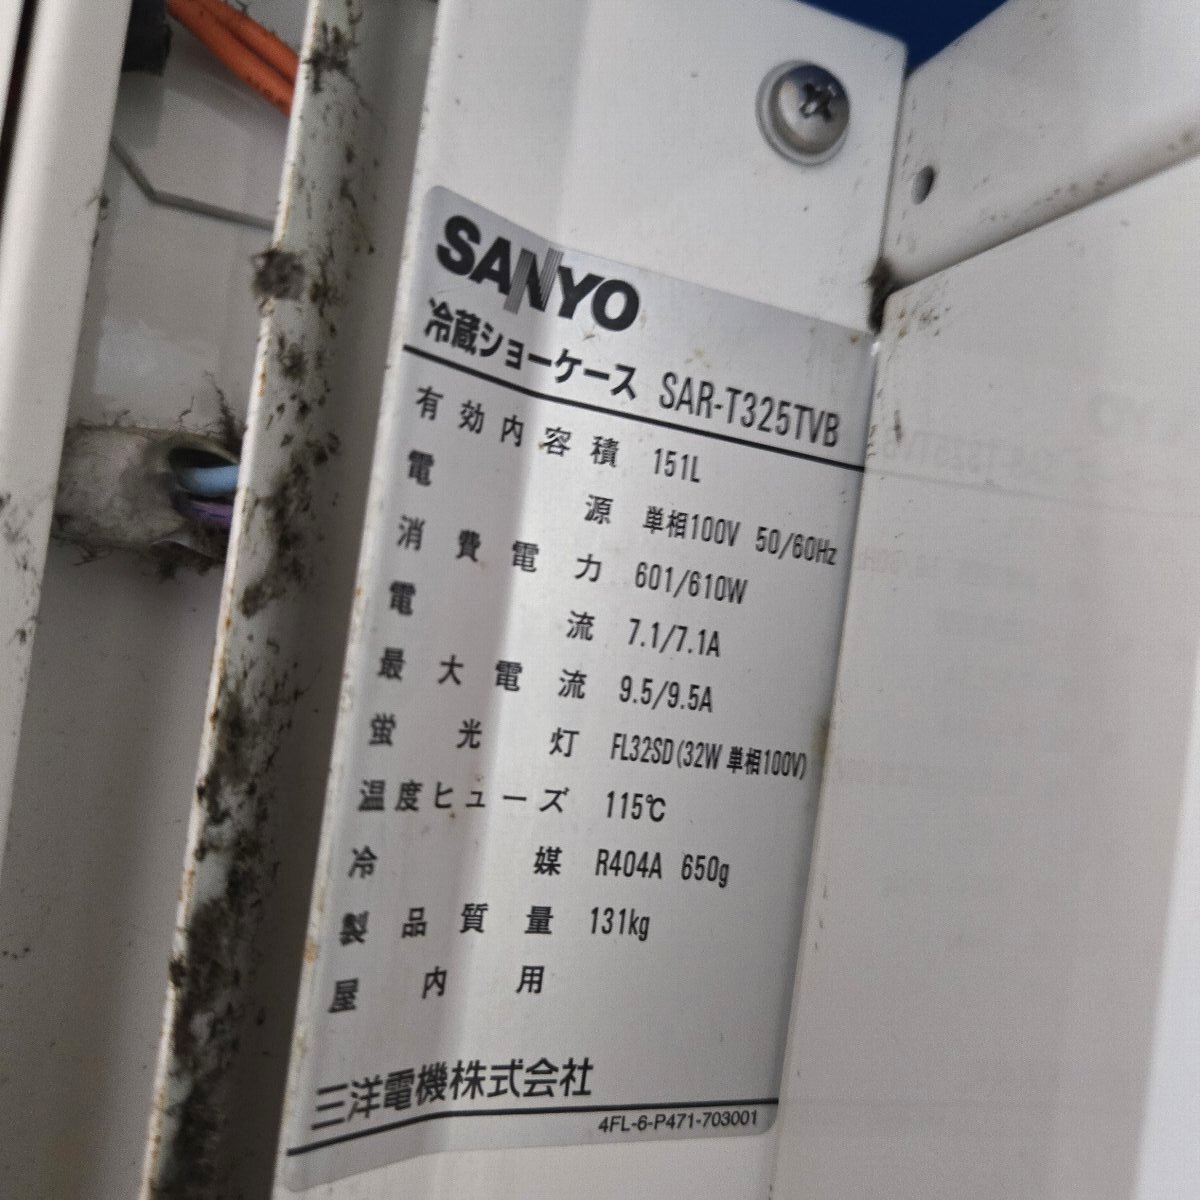 SANYO
冷蔵ショーケース SAR-T325TVB
有効内容積 151L
電源 単相100V 50/60Hz
消費電力 601/610W
電流 7.1/7.1A
最大電流 9.5/9.5A
蛍光灯 FL32SD(32W 単相100V)
温度ヒューズ 115℃
冷媒 R404A 650g
製品質量 131kg
屋内用
三洋電機株式会社
4FL-6-P471-703001